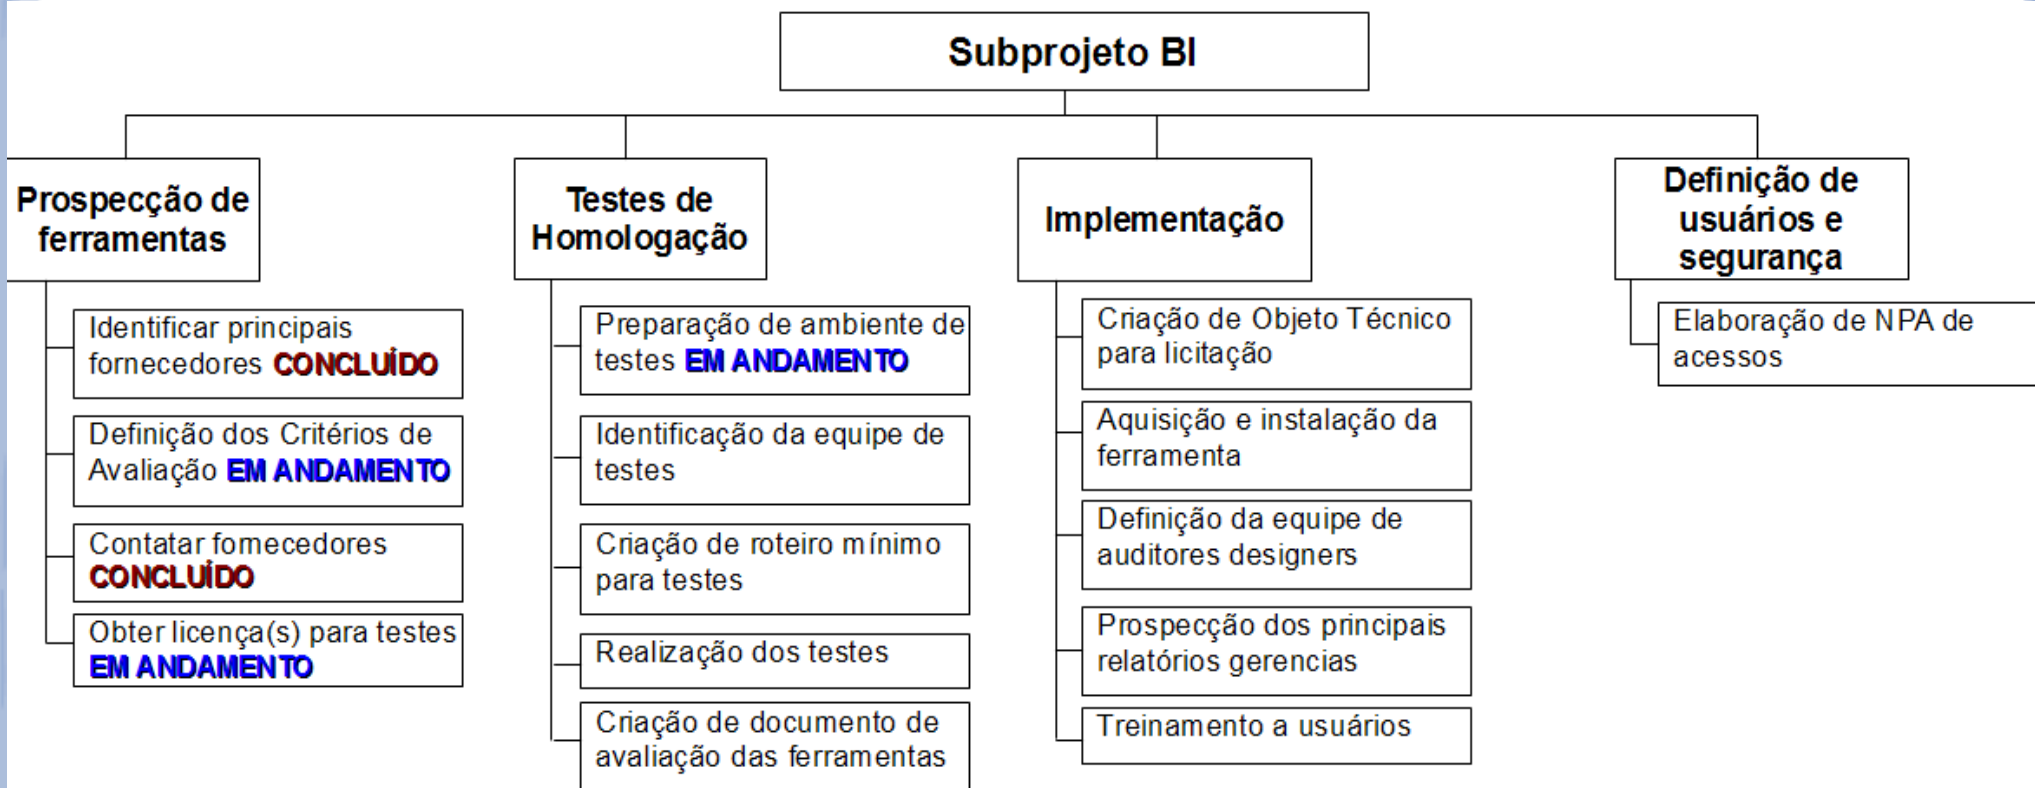 Subprojeto BI
Prospecção de
ferramentas
Identificar principais
fornecedores CONCLUÍDO
Definição dos Critérios de
Avaliação EM ANDAMENTO
Contatar fornecedores
CONCLUÍDO
Obter licença(s) para testes
EM ANDAMENTO
Testes de
Homologação
Preparação de ambiente de
testes EM ANDAMENTO
Identificação da equipe de
testes
Criação de roteiro mínimo
para testes
Realização dos testes
Criação de documento de
avaliação das ferramentas
Implementação
Criação de Objeto Técnico
para licitação
Aquisição e instalação da
ferramenta
Definição da equipe de
auditores designers
Prospecção dos principais
relatórios gerencias
Treinamento a usuários
Definição de
usuários e
segurança
Elaboração de NPA de
acessos